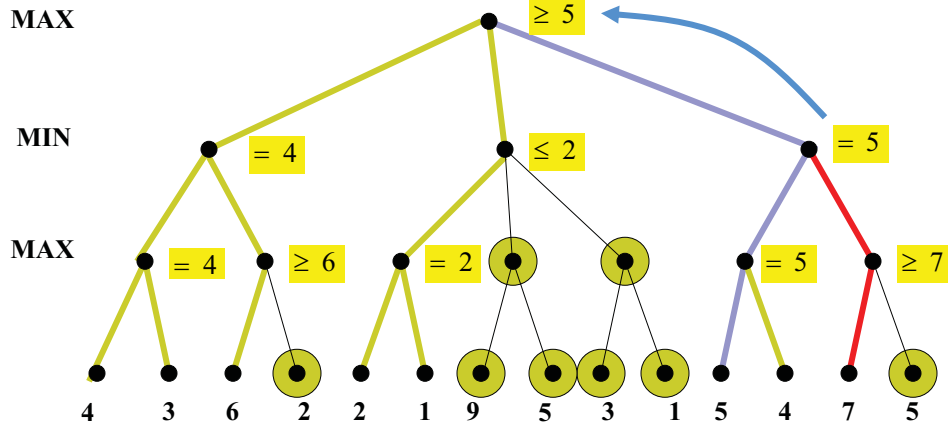 MAX ≥ 5
MIN = 4 ≤ 2 = 5
MAX = 4 ≥ 6 = 2 = 5 ≥ 7
4 3 6 2 2 1 9 5 3 1 5 4 7 5